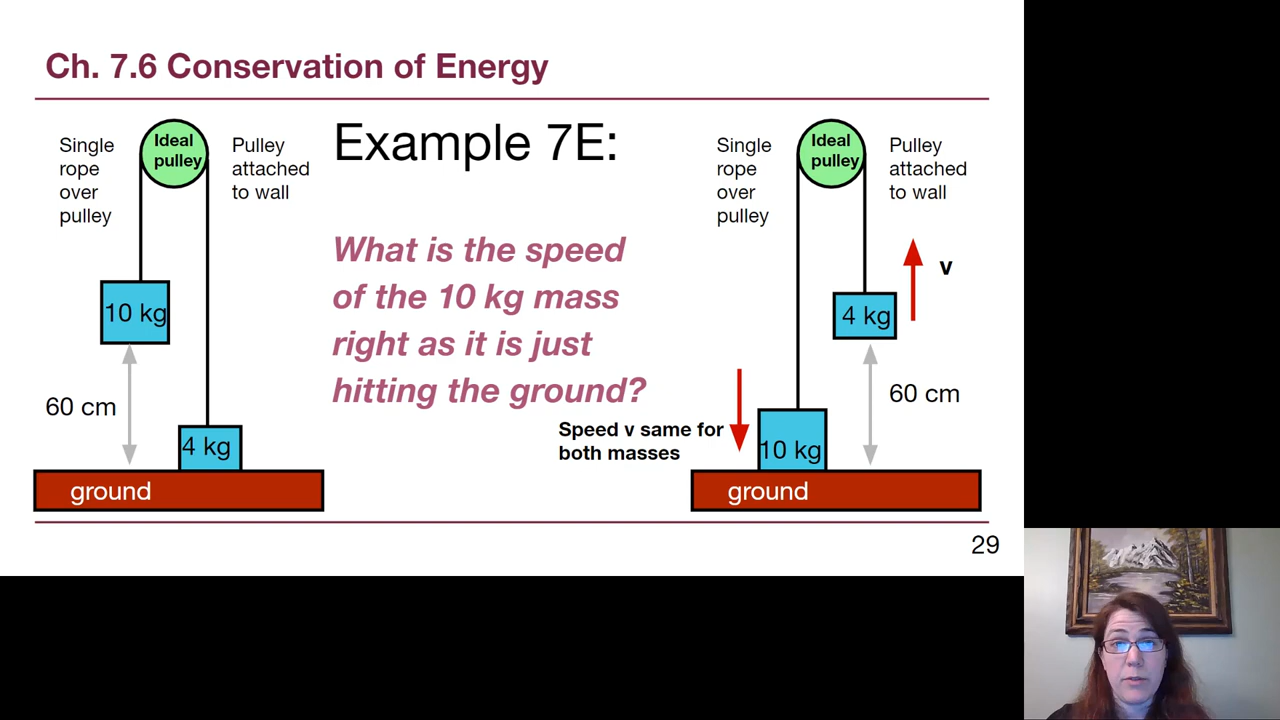 Ch. 7.6 Conservation of Energy
Single
rope
over
pulley
Ideal
pulley
Pulley
attached
to wall
10 kg
60 cm
4 kg
ground
Example 7E:
What is the speed
of the 10 kg mass
right as it is just
hitting the ground?
Single
rope
over
pulley
Ideal
pulley
Pulley
attached
to wall
v
4 kg
60 cm
Speed v same for
both masses
10 kg
ground
29